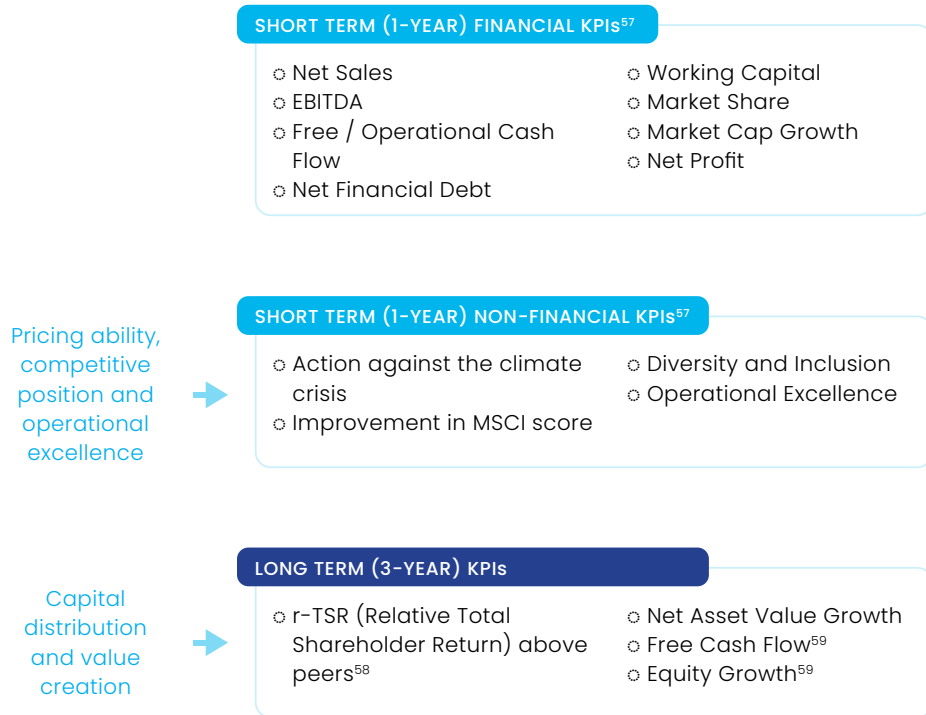 SHORT TERM (1-YEAR) FINANCIAL KPIs⁵⁷
Net Sales
EBITDA
Free / Operational Cash
Flow
Net Financial Debt
Working Capital
Market Share
Market Cap Growth
Net Profit
Pricing ability,
competitive
position and
operational
excellence
SHORT TERM (1-YEAR) NON-FINANCIAL KPIs⁵⁷
Action against the climate
crisis
Improvement in MSCI score
Diversity and Inclusion
Operational Excellence
Capital
distribution
and value
creation
LONG TERM (3-YEAR) KPIs
r-TSR (Relative Total
Shareholder Return) above
peers⁵⁸
Net Asset Value Growth
Free Cash Flow⁵⁹
Equity Growth⁵⁹